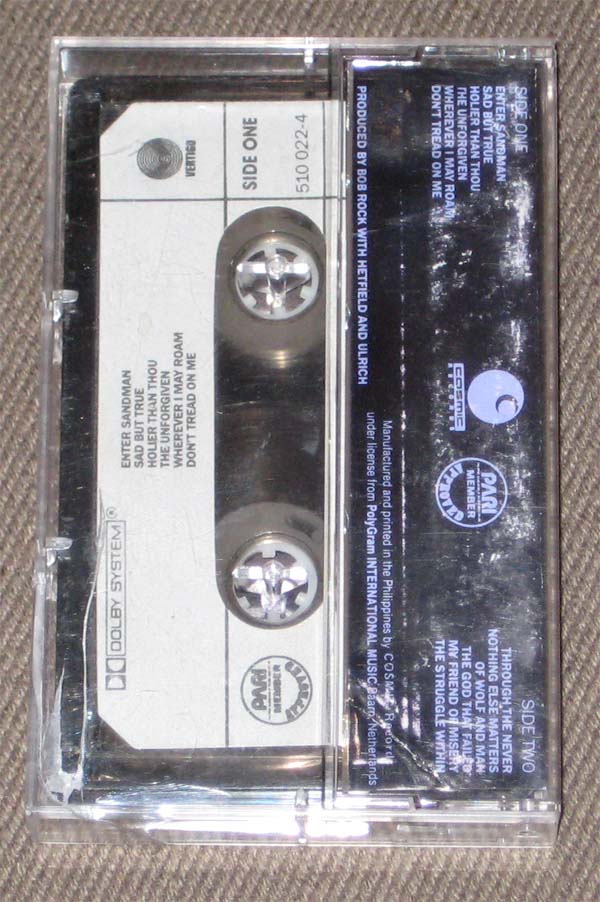 VERTIGO
SIDE ONE
510 022-4
ENTER SANDMAN
SAD BUT TRUE
HOLIER THAN THOU
THE UNFORGIVEN
WHEREVER I MAY ROAM
DON'T TREAD ON ME
DOLBY SYSTEM®
PARI
MEMBER
SIDE ONE
ENTER SANDMAN
SAD BUT TRUE
HOLIER THAN THOU
THE UNFORGIVEN
WHEREVER I MAY ROAM
DON'T TREAD ON ME
PRODUCED BY BOB ROCK WITH HETFIELD AND ULRICH
COSMIC
RECORDS
PARI
MEMBER
Manufactured and printed in the Philippines by COSMIC Records
under license from PolyGram INTERNATIONAL MUSIC Baarn, Netherlands
SIDE TWO
THROUGH THE NEVER
NOTHING ELSE MATTERS
OF WOLF AND MAN
THE GOD THAT FAILED
MY FRIEND OF MISERY
THE STRUGGLE WITHIN